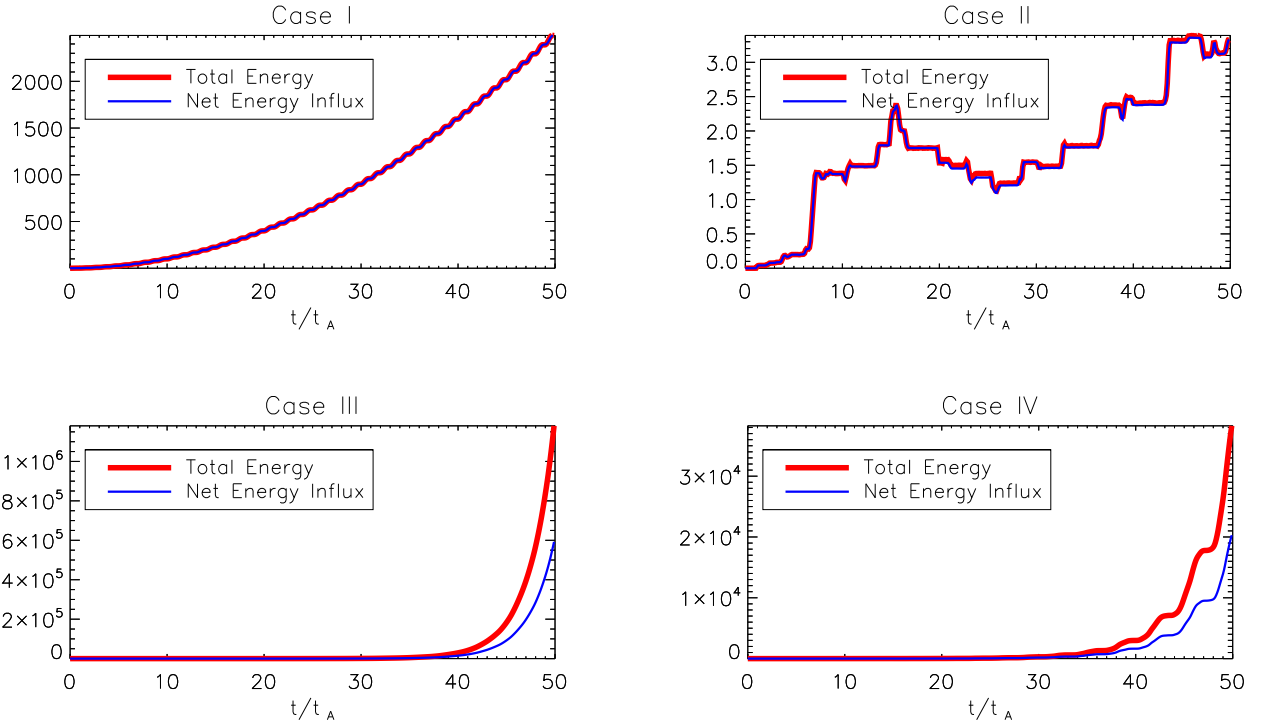 Case I
Total Energy
Net Energy Influx
2000
1500
1000
500
0 10 20 30 40 50
t/t_A
Case II
Total Energy
Net Energy Influx
3.0
2.5
2.0
1.5
1.0
0.5
0.0
0 10 20 30 40 50
t/t_A
Case III
Total Energy
Net Energy Influx
1×10⁶
8×10⁵
6×10⁵
4×10⁵
2×10⁵
0
0 10 20 30 40 50
t/t_A
Case IV
Total Energy
Net Energy Influx
3×10⁴
2×10⁴
1×10⁴
0
0 10 20 30 40 50
t/t_A